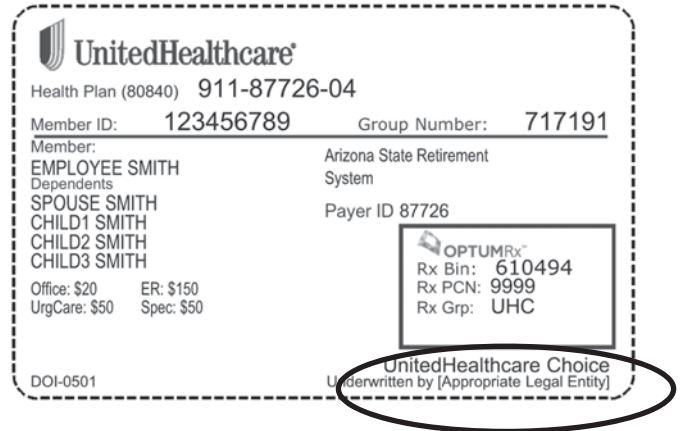 UnitedHealthcare®
Health Plan (80840) 911-87726-04
Member ID: 123456789 Group Number: 717191
Member:
EMPLOYEE SMITH
Dependents
SPOUSE SMITH
CHILD1 SMITH
CHILD2 SMITH
CHILD3 SMITH
Arizona State Retirement
System
Payer ID 87726
OPTUMRx™
Rx Bin: 610494
Rx PCN: 9999
Rx Grp: UHC
Office: $20 ER: $150
UrgCare: $50 Spec: $50
UnitedHealthcare Choice
DOI-0501 Underwritten by [Appropriate Legal Entity]